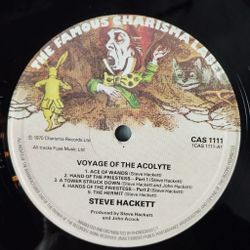 THE FAMOUS CHARISMA LABEL
CAS 1111
1CAS 1111-A1
℗ 1975 Charisma Records Ltd
All tracks Fuse Music Ltd.
VOYAGE OF THE ACOLYTE
1. ACE OF WANDS (Steve Hackett)
2. HANDS OF THE PRIESTESS - Part 1 (Steve Hackett)
3. A TOWER STRUCK DOWN (Steve Hackett and John Hackett)
4. HANDS OF THE PRIESTESS - Part 2 (Steve Hackett)
5. THE HERMIT (Steve Hackett)
STEVE HACKETT
Produced by Steve Hackett
and John Acock